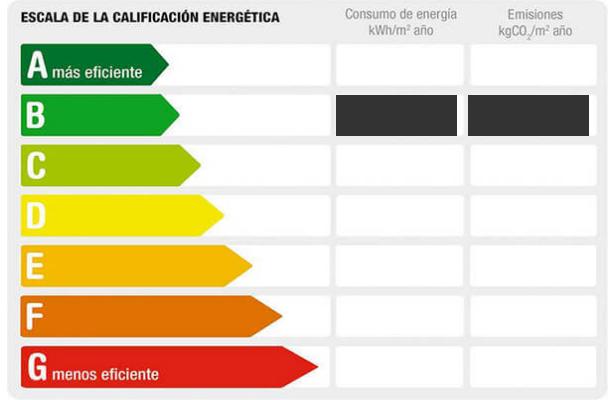 ESCALA DE LA CALIFICACIÓN ENERGÉTICA
Consumo de energía
kWh/m² año
Emisiones
kgCO₂/m² año
A más eficiente
B
C
D
E
F
G menos eficiente